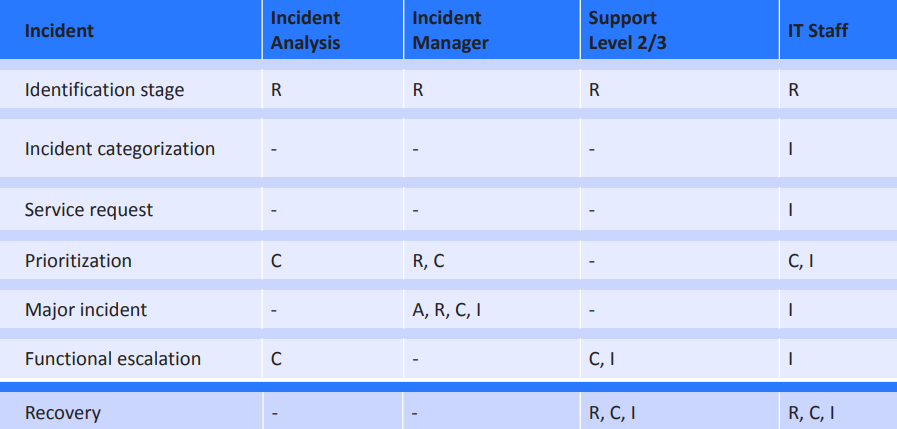 Incident Incident Analysis Incident Manager Support Level 2/3 IT Staff
Identification stage R R R R
Incident categorization - - - I
Service request - - - I
Prioritization C R, C - C, I
Major incident - A, R, C, I - I
Functional escalation C - C, I I
Recovery - - R, C, I R, C, I